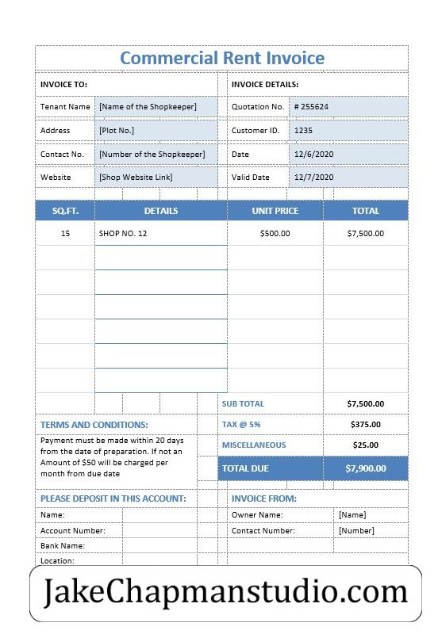 Commercial Rent Invoice
INVOICE TO: INVOICE DETAILS:
Tenant Name [Name of the Shopkeeper] Quotation No. # 255624
Address [Plot No.] Customer ID. 1235
Contact No. [Number of the Shopkeeper] Date 12/6/2020
Website [Shop Website Link] Valid Date 12/7/2020
SQ.FT. DETAILS UNIT PRICE TOTAL
15 SHOP NO. 12 $500.00 $7,500.00
SUB TOTAL $7,500.00
TERMS AND CONDITIONS: TAX @ 5% $375.00
Payment must be made within 20 days
from the date of preparation. If not an
Amount of $50 will be charged per
month from due date
MISCELLANEOUS $25.00
TOTAL DUE $7,900.00
PLEASE DEPOSIT IN THIS ACCOUNT: INVOICE FROM:
Name: Owner Name: [Name]
Account Number: Contact Number: [Number]
Bank Name:
Location:
JakeChapmanstudio.com